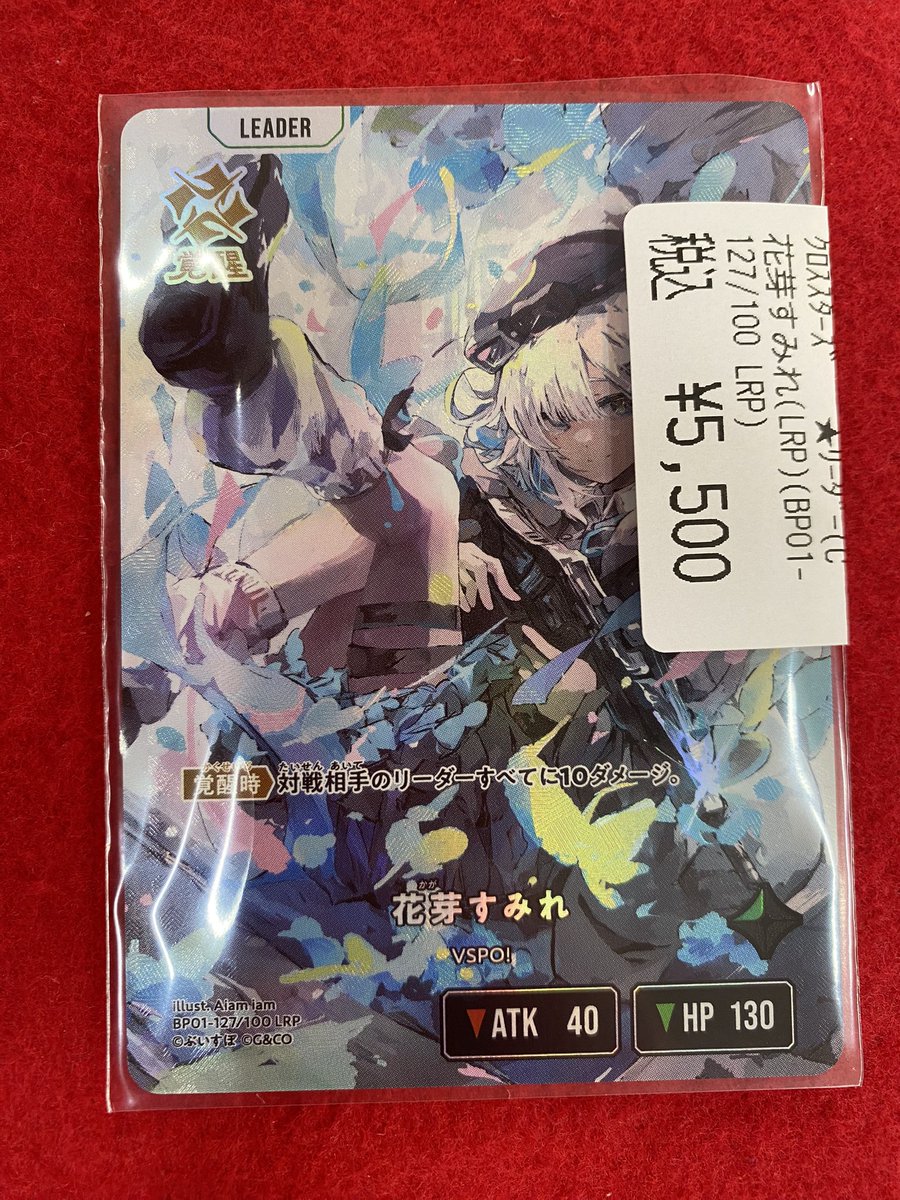 LEADER
覚醒
クロススターズ ★リーダー(C
花芽すみれ(LRP)(BP01-
127/100 LRP)
税込 ¥5,500
かくせいじ
覚醒時
たいせん あいて
対戦相手のリーダーすべてに10ダメージ。
かが
花芽すみれ
VSPO!
illust. Aiam Iam
BP01-127/100 LRP
©ぶいすぽ ©G&CO
ATK 40
HP 130